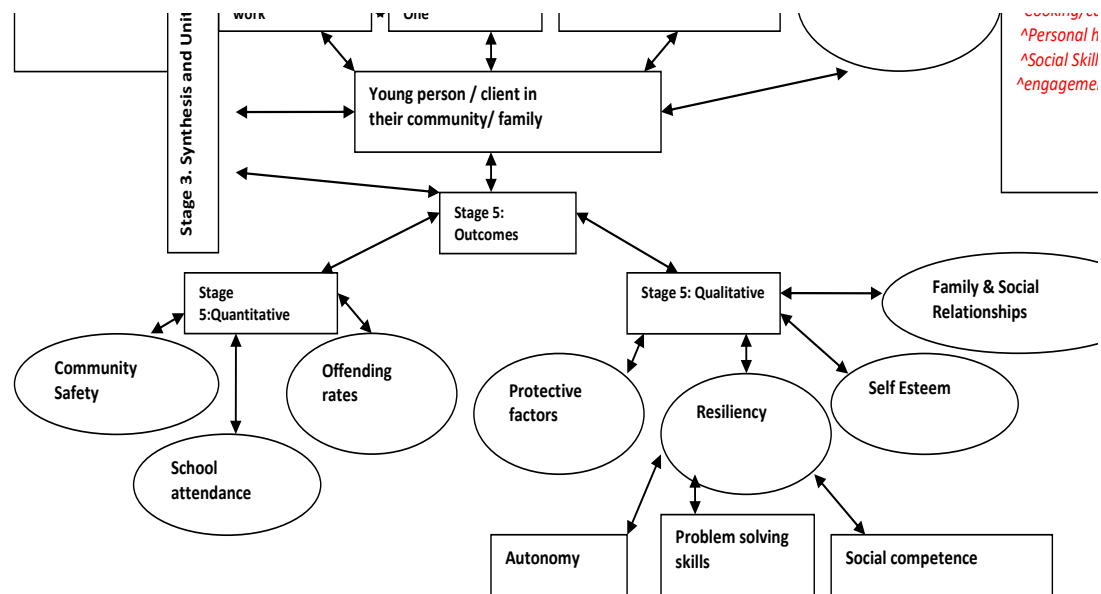 work
One
^Personal h
^Social Skill
^engagemen
Stage 3. Synthesis and Unif
Young person / client in
their community/ family
Stage 5:
Outcomes
Stage
5:Quantitative
Stage 5: Qualitative
Family & Social
Relationships
Community
Safety
Offending
rates
Protective
factors
Resiliency
Self Esteem
School
attendance
Autonomy
Problem solving
skills
Social competence